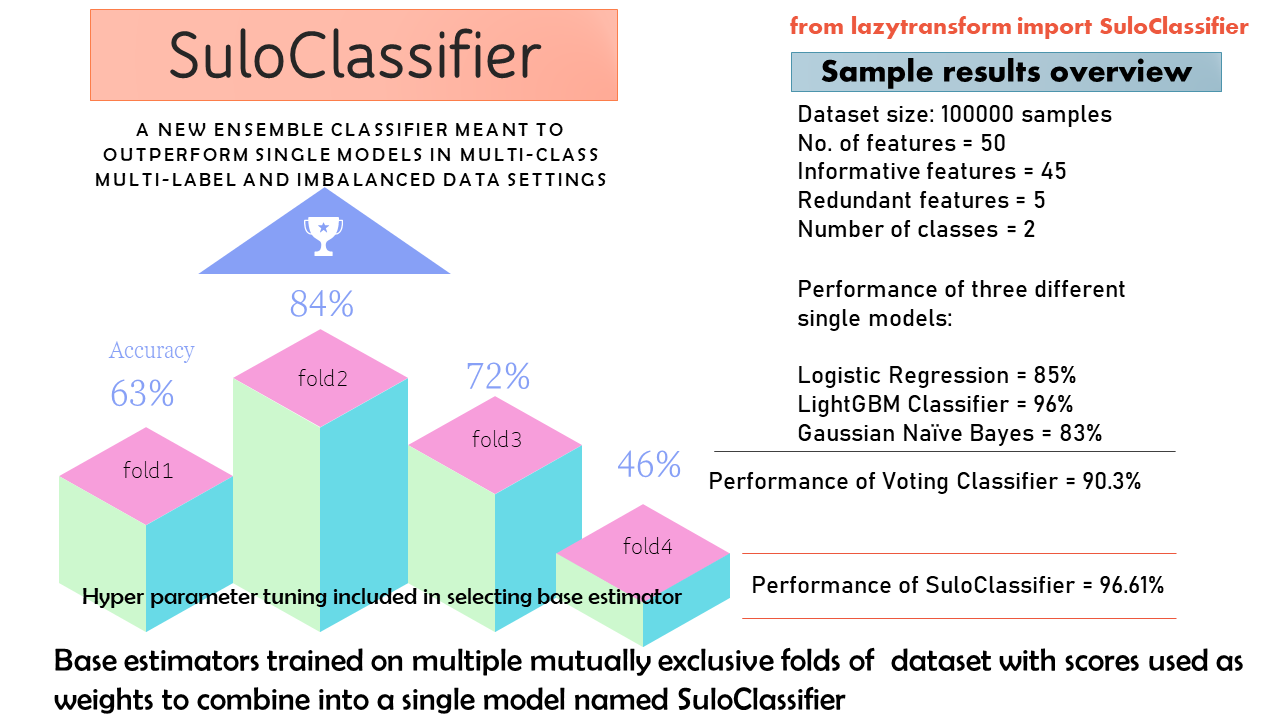 SuloClassifier
A NEW ENSEMBLE CLASSIFIER MEANT TO
OUTPERFORM SINGLE MODELS IN MULTI-CLASS
MULTI-LABEL AND IMBALANCED DATA SETTINGS
84%
Accuracy
63%
72%
46%
fold1
fold2
fold3
fold4
Hyper parameter tuning included in selecting base estimator
from lazytransform import SuloClassifier
Sample results overview
Dataset size: 100000 samples
No. of features = 50
Informative features = 45
Redundant features = 5
Number of classes = 2
Performance of three different
single models:
Logistic Regression = 85%
LightGBM Classifier = 96%
Gaussian Naïve Bayes = 83%
Performance of Voting Classifier = 90.3%
Performance of SuloClassifier = 96.61%
Base estimators trained on multiple mutually exclusive folds of  dataset with scores used as
weights to combine into a single model named SuloClassifier